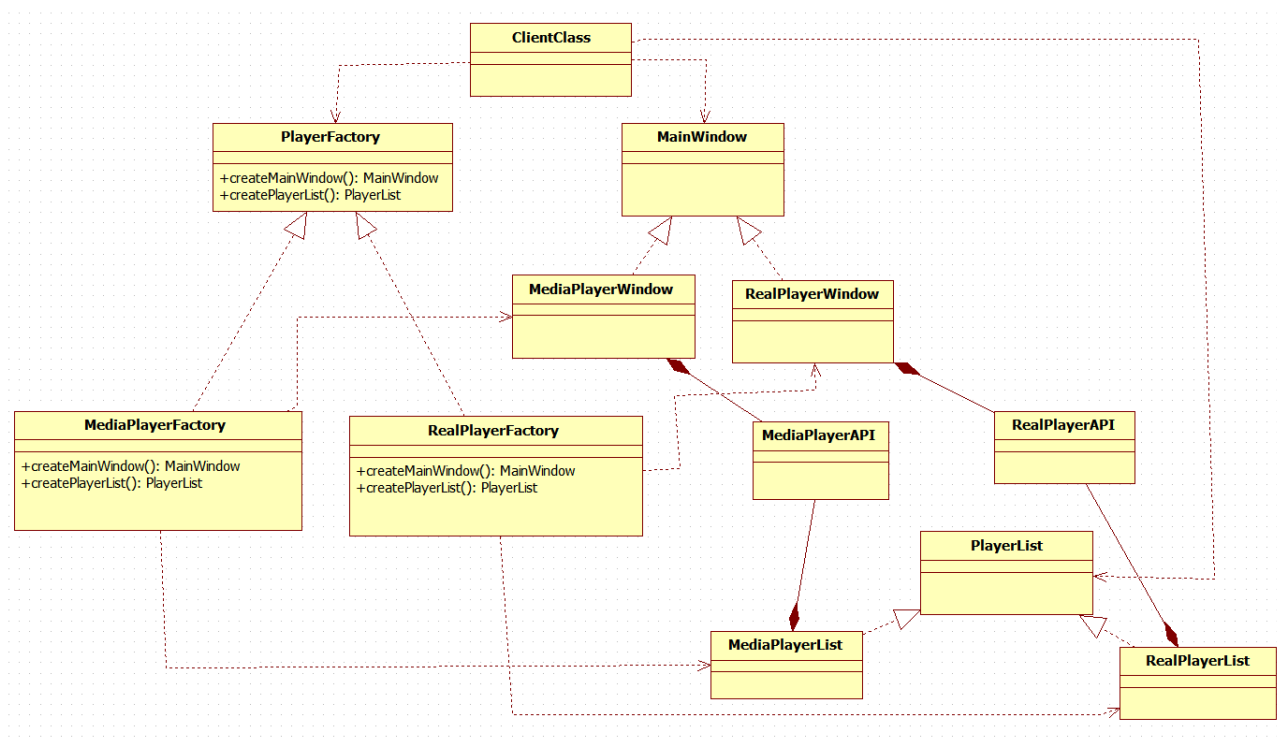 ClientClass
PlayerFactory
+createMainWindow(): MainWindow
+createPlayerList(): PlayerList
MainWindow
MediaPlayerWindow
RealPlayerWindow
MediaPlayerFactory
+createMainWindow(): MainWindow
+createPlayerList(): PlayerList
RealPlayerFactory
+createMainWindow(): MainWindow
+createPlayerList(): PlayerList
MediaPlayerAPI
RealPlayerAPI
PlayerList
MediaPlayerList
RealPlayerList